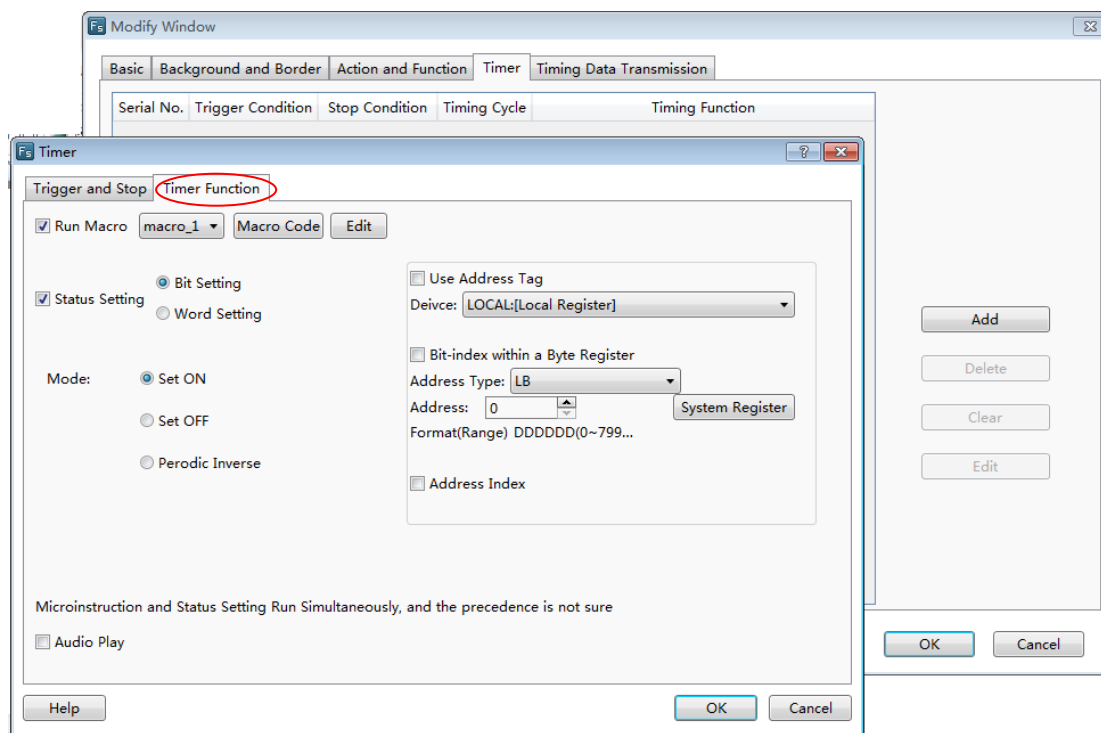 Fs Modify Window
Basic Background and Border Action and Function Timer Timing Data Transmission
Serial No. Trigger Condition Stop Condition Timing Cycle Timing Function
Fs Timer
Trigger and Stop Timer Function
Run Macro macro_1 Macro Code Edit
Status Setting
Bit Setting
Word Setting
Mode:
Set ON
Set OFF
Perodic Inverse
Use Address Tag
Deivce: LOCAL:[Local Register]
Bit-index within a Byte Register
Address Type: LB
Address: 0 System Register
Format(Range) DDDDDD(0~799...
Address Index
Microinstruction and Status Setting Run Simultaneously, and the precedence is not sure
Audio Play
Help OK Cancel
Add
Delete
Clear
Edit
OK Cancel